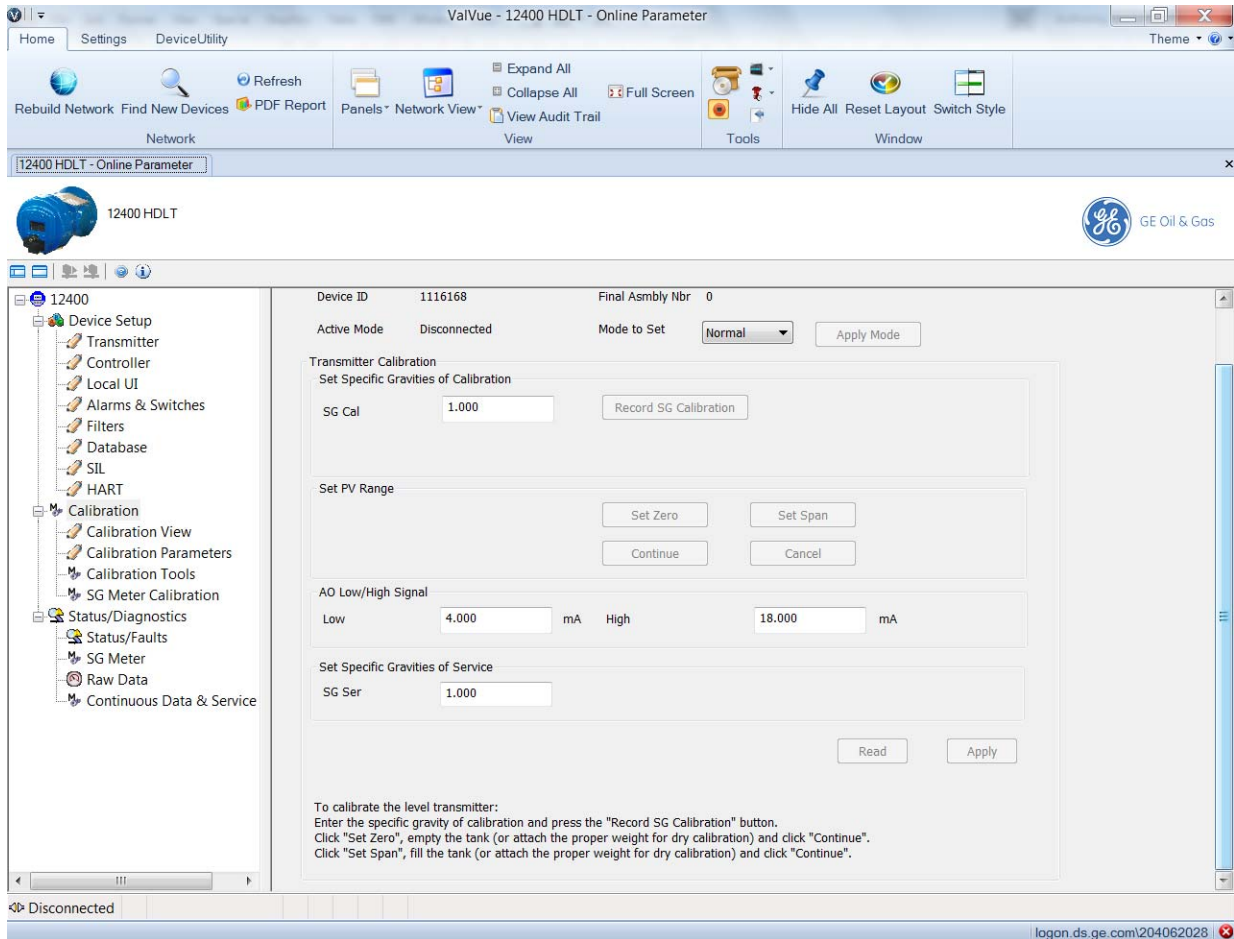 ValVue - 12400 HDLT - Online Parameter
Home Settings DeviceUtility
Theme
Rebuild Network Find New Devices
Refresh
PDF Report
Network
Panels Network View
Expand All
Collapse All
View Audit Trail
Full Screen
View
Tools
Hide All Reset Layout Switch Style
Window
12400 HDLT - Online Parameter
12400 HDLT
GE Oil & Gas
12400
Device Setup
Transmitter
Controller
Local UI
Alarms & Switches
Filters
Database
SIL
HART
Calibration
Calibration View
Calibration Parameters
Calibration Tools
SG Meter Calibration
Status/Diagnostics
Status/Faults
SG Meter
Raw Data
Continuous Data & Service
Device ID 1116168 Final Asmbly Nbr 0
Active Mode Disconnected Mode to Set Normal Apply Mode
Transmitter Calibration
Set Specific Gravities of Calibration
SG Cal 1.000 Record SG Calibration
Set PV Range
Set Zero Set Span
Continue Cancel
AO Low/High Signal
Low 4.000 mA High 18.000 mA
Set Specific Gravities of Service
SG Ser 1.000
Read Apply
To calibrate the level transmitter:
Enter the specific gravity of calibration and press the "Record SG Calibration" button.
Click "Set Zero", empty the tank (or attach the proper weight for dry calibration) and click "Continue".
Click "Set Span", fill the tank (or attach the proper weight for dry calibration) and click "Continue".
Disconnected
logon.ds.ge.com\204062028